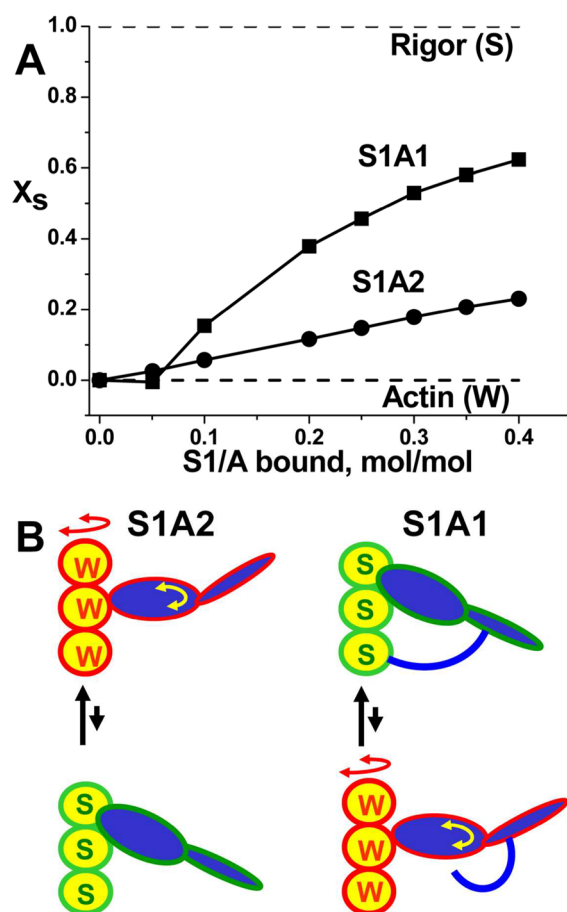 A
1.0
Rigor (S)
0.8
S1A1
0.6
Xs
0.4
S1A2
0.2
0.0
Actin (W)
0.0 0.1 0.2 0.3 0.4
S1/A bound, mol/mol
B
S1A2 S1A1
W S
W S
W S
S W
S W
S W